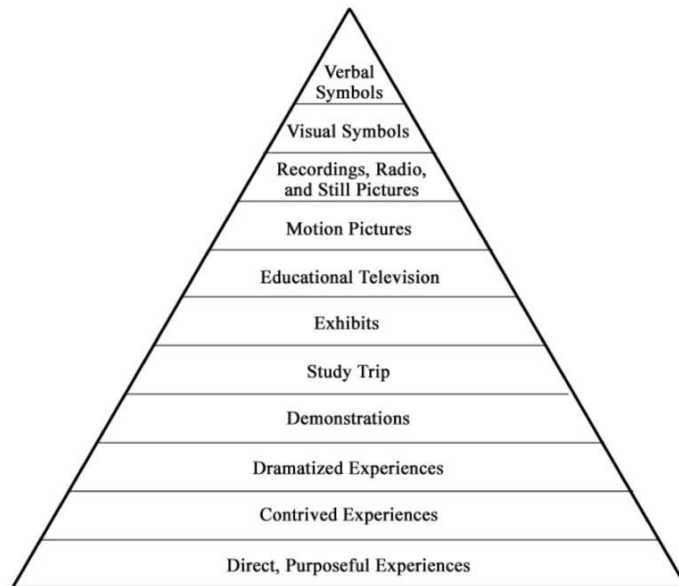 Verbal
Symbols
Visual Symbols
Recordings, Radio,
and Still Pictures
Motion Pictures
Educational Television
Exhibits
Study Trip
Demonstrations
Dramatized Experiences
Contrived Experiences
Direct, Purposeful Experiences